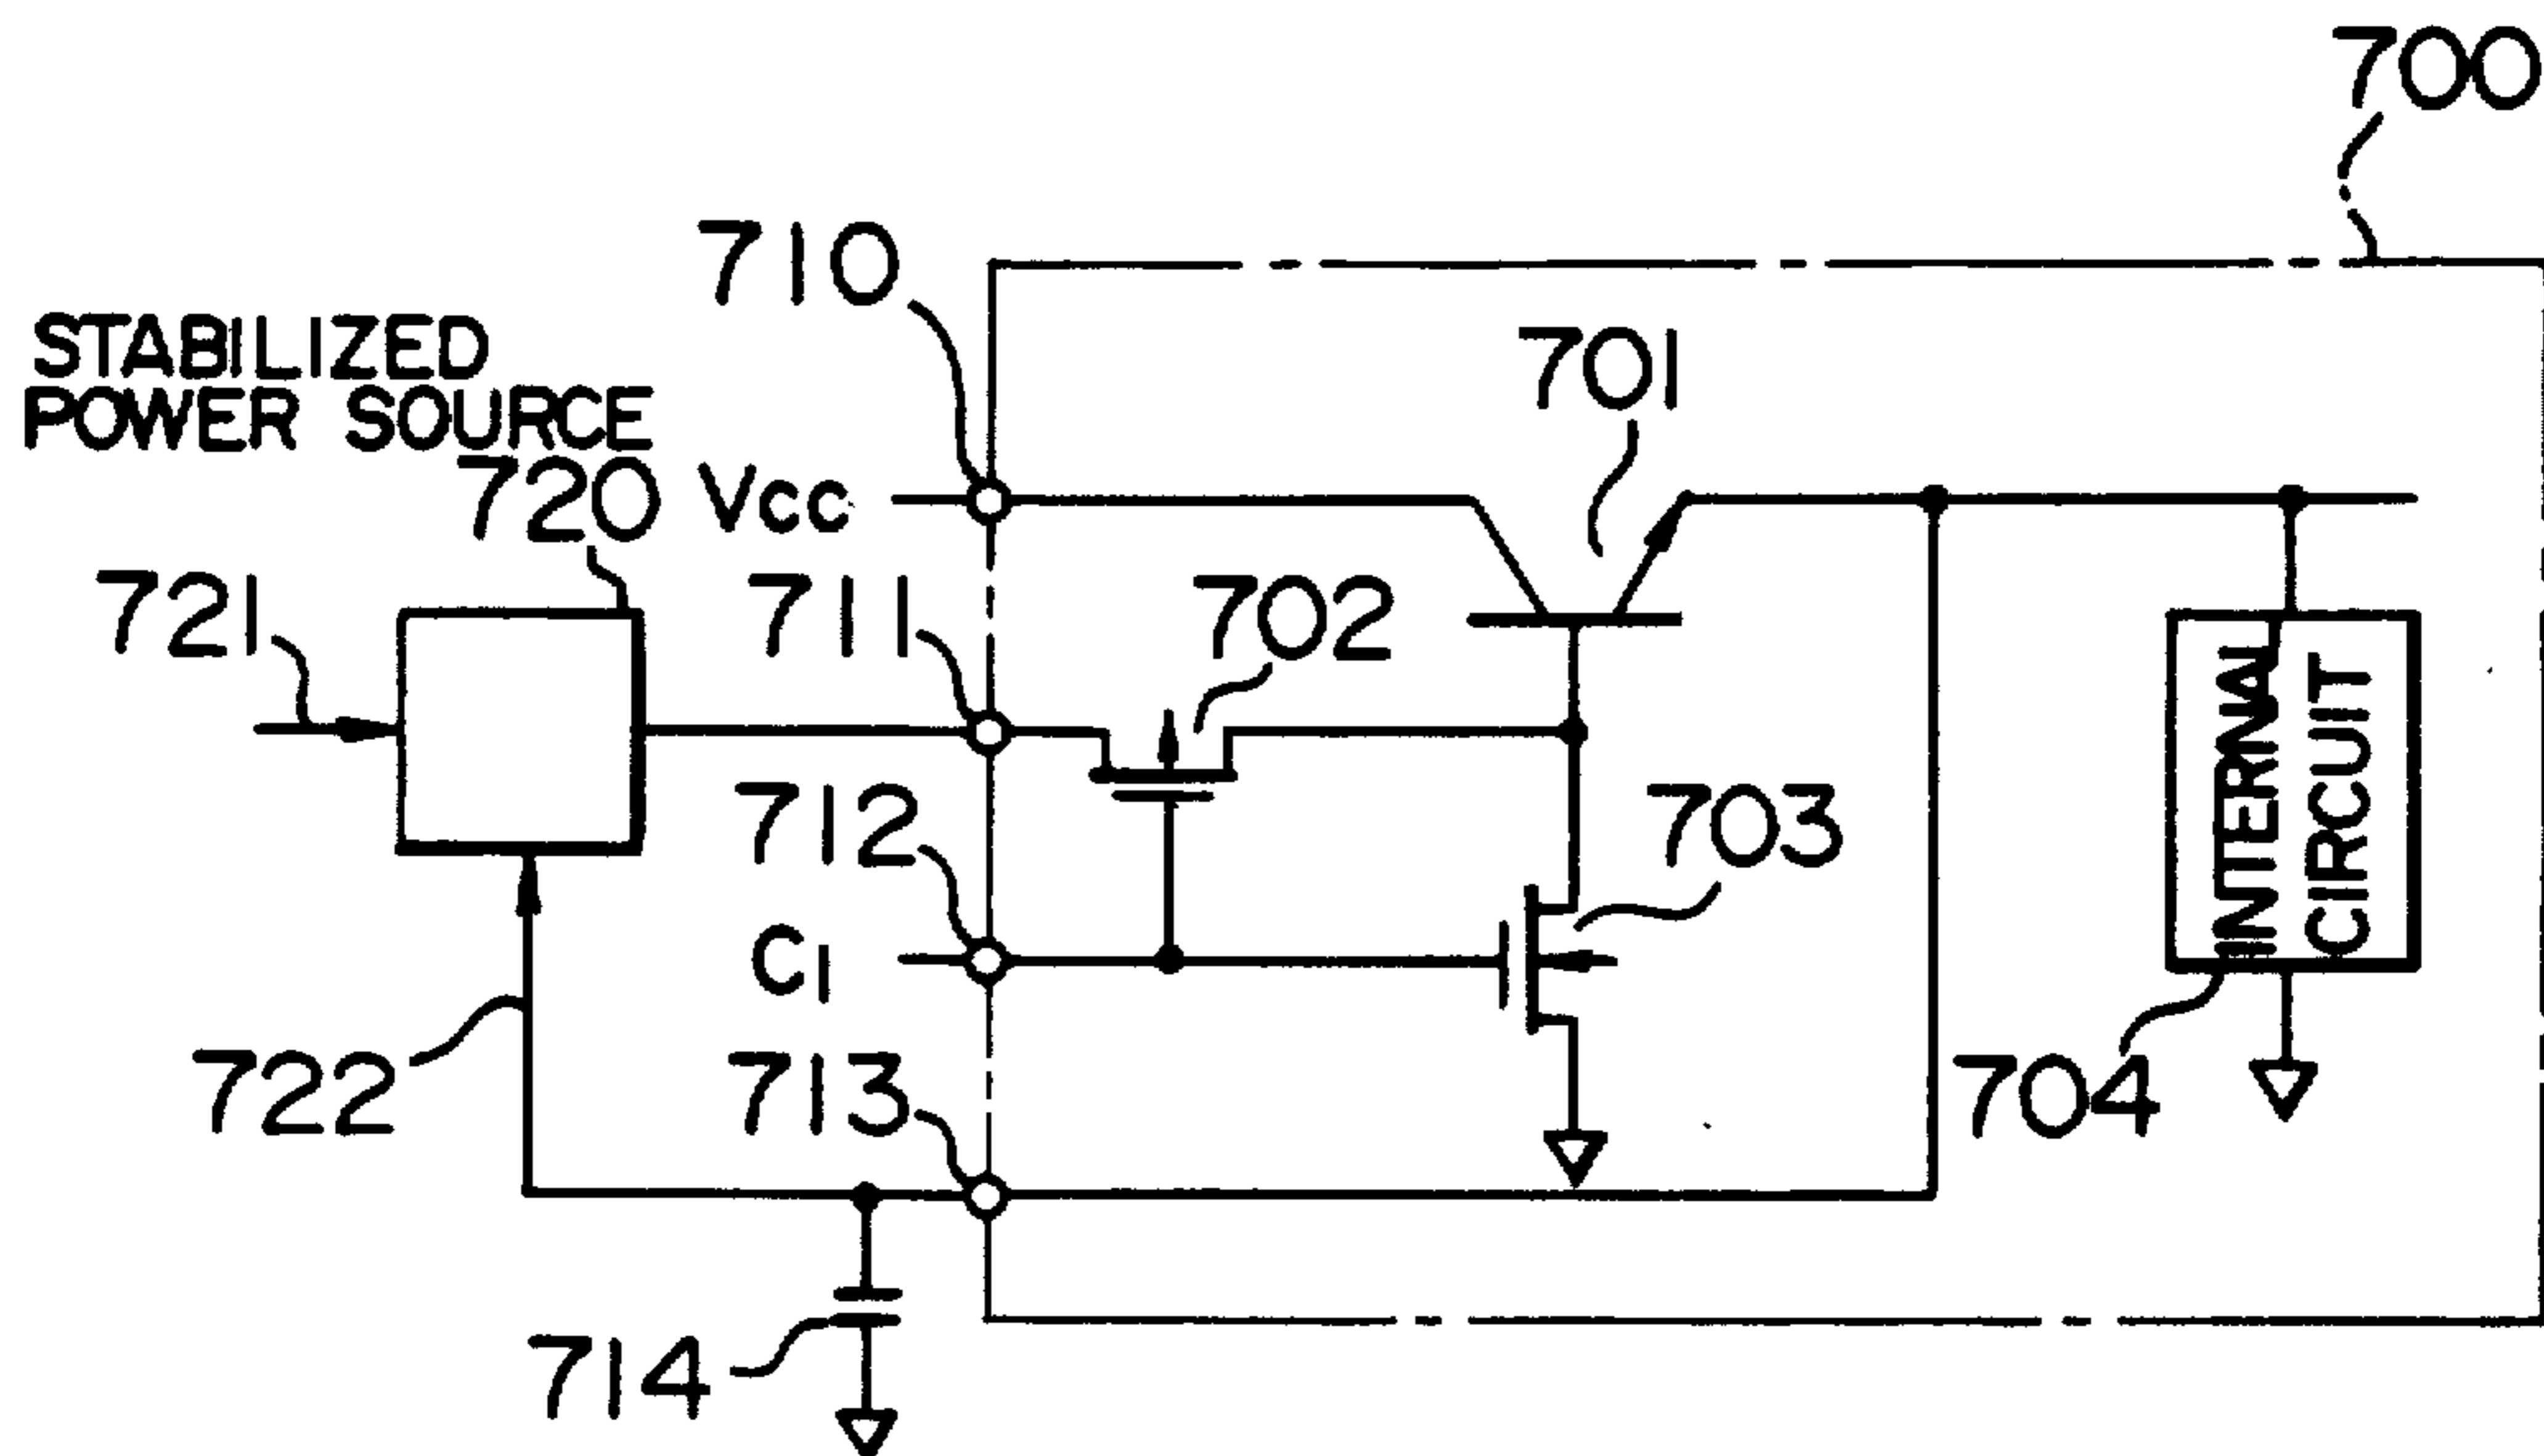 700
710
STABILIZED
POWER SOURCE
701
720
Vcc
721
711
702
712
703
INTERNAL
CIRCUIT
C1
722
713
704
714